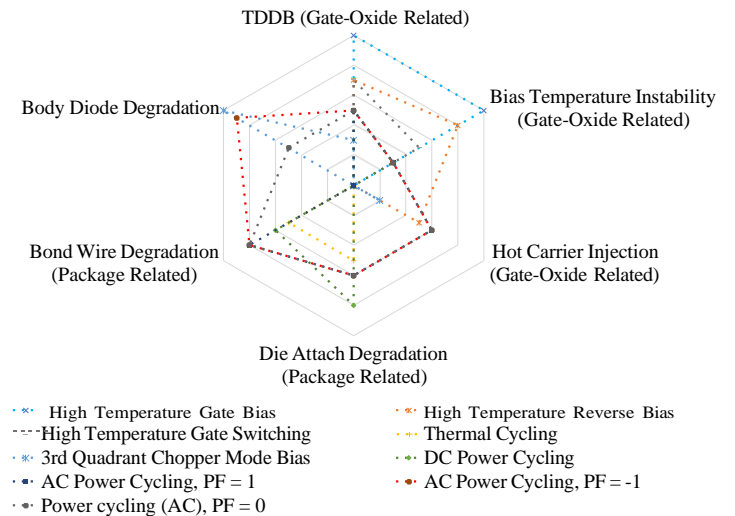 TDDB (Gate-Oxide Related)
Body Diode Degradation
Bias Temperature Instability
(Gate-Oxide Related)
Bond Wire Degradation
(Package Related)
Hot Carrier Injection
(Gate-Oxide Related)
Die Attach Degradation
(Package Related)
High Temperature Gate Bias
High Temperature Reverse Bias
High Temperature Gate Switching
Thermal Cycling
3rd Quadrant Chopper Mode Bias
DC Power Cycling
AC Power Cycling, PF = 1
AC Power Cycling, PF = -1
Power cycling (AC), PF = 0